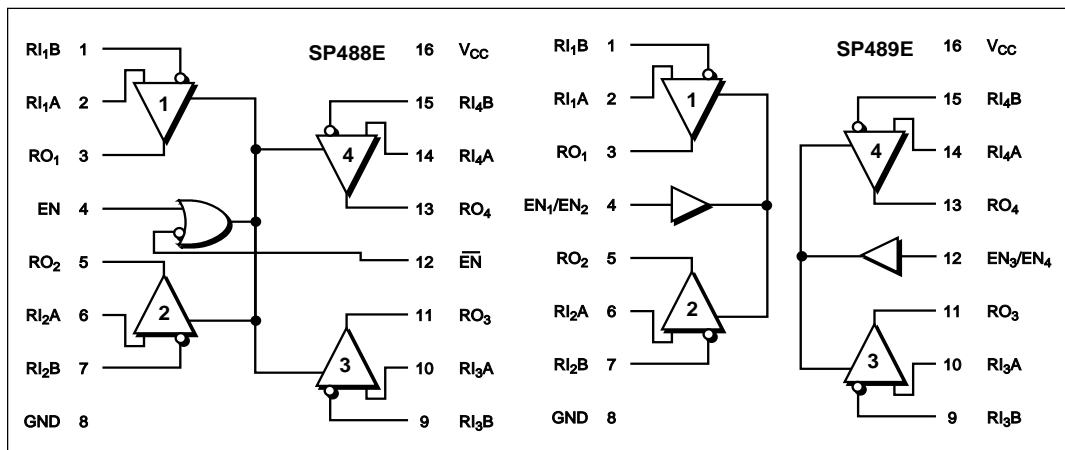 RI₁B 1 SP488E 16 V_CC
1
RI₁A 2 15 RI₄B
RO₁ 3 14 RI₄A
4
EN 4 13 RO₄
RO₂ 5 12 E̅N̅
RI₂A 6 2 11 RO₃
3
RI₂B 7 10 RI₃A
GND 8 9 RI₃B
RI₁B 1 SP489E 16 V_CC
1
RI₁A 2 15 RI₄B
RO₁ 3 14 RI₄A
4
EN₁/EN₂ 4 13 RO₄
RO₂ 5 12 EN₃/EN₄
RI₂A 6 2 11 RO₃
3
RI₂B 7 10 RI₃A
GND 8 9 RI₃B